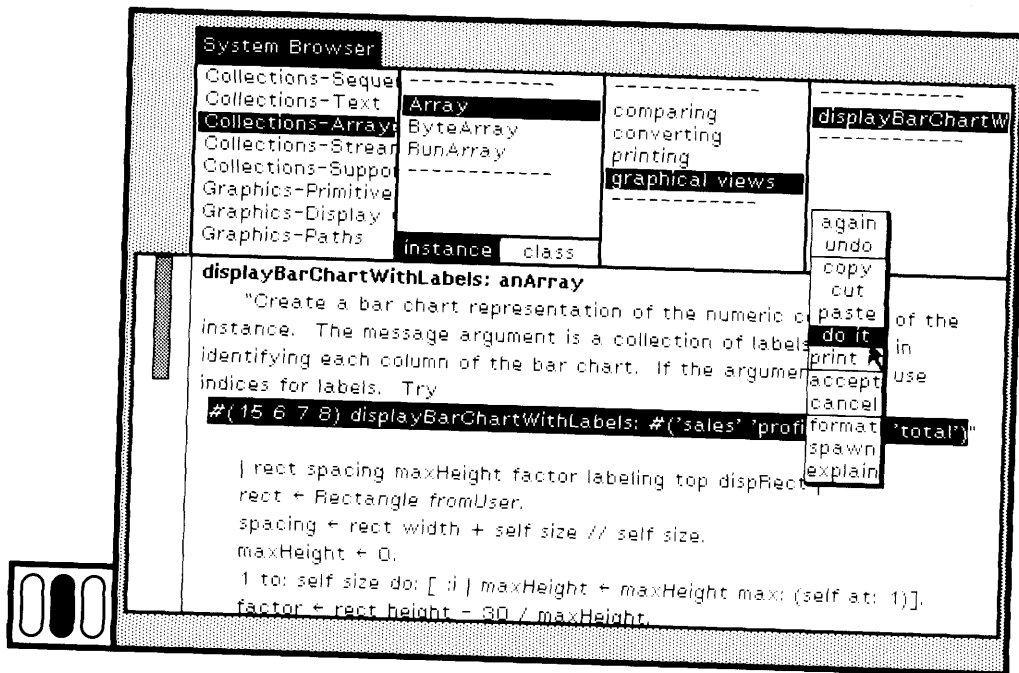 System Browser
Collections-Seque
Collections-Text
Collections-Array
Collections-Strear
Collections-Suppo
Graphics-Primitive
Graphics-Display
Graphics-Paths
------------
Array
ByteArray
RunArray
------------
instance class
------------
comparing
converting
printing
graphical views
------------
------------
displayBarChartW
------------
again
undo
copy
cut
paste
do it
print
accept
cancel
format
spawn
explain
displayBarChartWithLabels: anArray
"Create a bar chart representation of the numeric c of the
instance. The message argument is a collection of labels in
identifying each column of the bar chart. If the argumen use
indices for labels. Try
#(15 6 7 8) displayBarChartWithLabels: #('sales' 'profi 'total')"
| rect spacing maxHeight factor labeling top dispRect |
rect ← Rectangle fromUser.
spacing ← rect width + self size // self size.
maxHeight ← 0.
1 to: self size do: [ :i | maxHeight ← maxHeight max: (self at: 1)].
factor ← rect height - 30 / maxHeight.